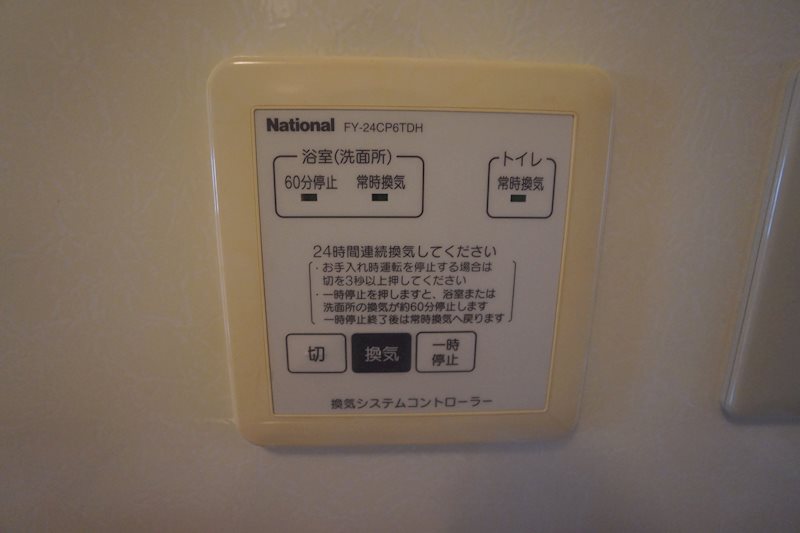 National FY-24CP6TDH
浴室(洗面所)
60分停止 常時換気
トイレ
常時換気
24時間連続換気してください
・お手入れ時運転を停止する場合は
切を3秒以上押してください
・一時停止を押しますと、浴室または
洗面所の換気が約60分停止します
一時停止終了後は常時換気へ戻ります
切 換気 一時
停止
換気システムコントローラー